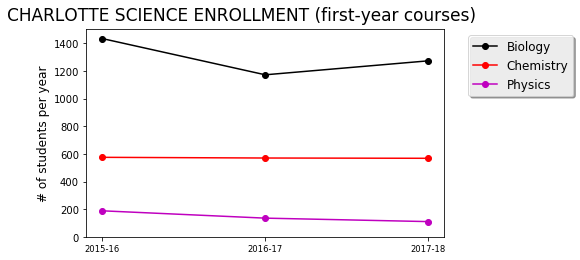 CHARLOTTE SCIENCE ENROLLMENT (first-year courses)
Biology
Chemistry
Physics
# of students per year
1400
1200
1000
800
600
400
200
0
2015-16
2016-17
2017-18